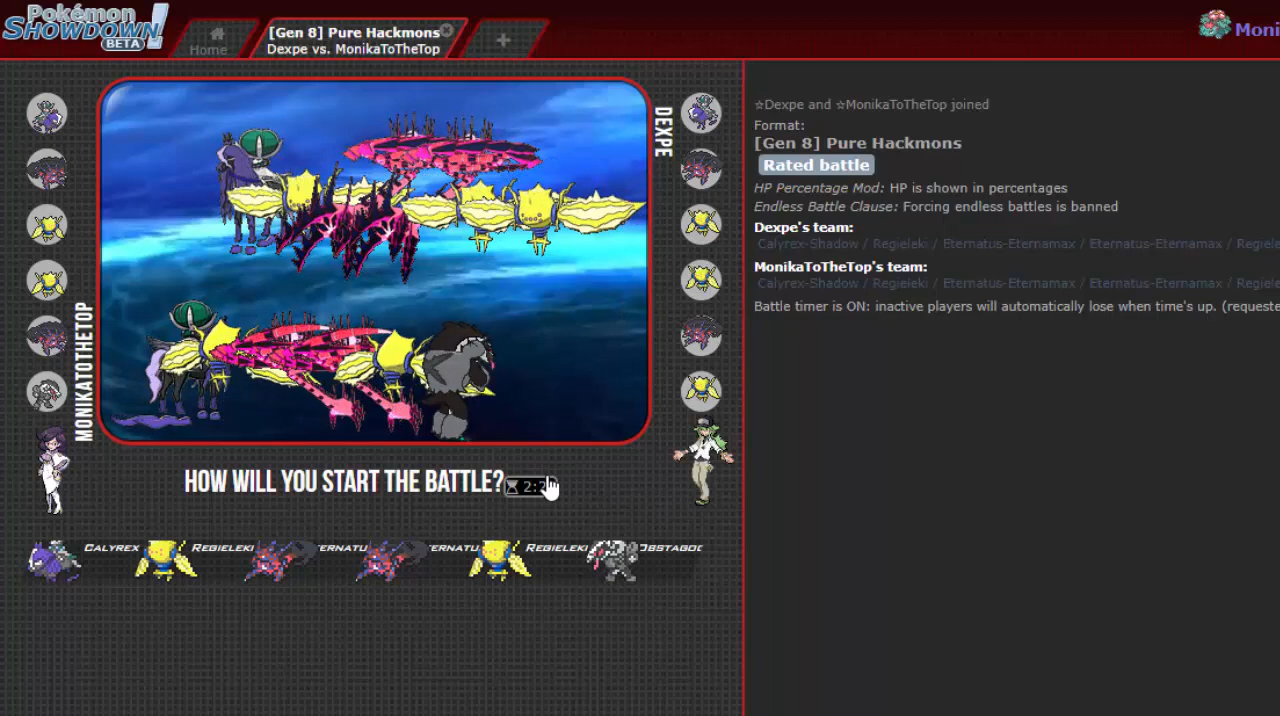 Pokémon
SHOWDOWN!
BETA
Home
[Gen 8] Pure Hackmons
Dexpe vs. MonikaToTheTop
Moni
DEXPE
MONIKATOTHETOP
☆Dexpe and ☆MonikaToTheTop joined
Format:
[Gen 8] Pure Hackmons
Rated battle
HP Percentage Mod: HP is shown in percentages
Endless Battle Clause: Forcing endless battles is banned
Dexpe's team:
Calyrex-Shadow / Regieleki / Eternatus-Eternamax / Eternatus-Eternamax / Regiele
MonikaToTheTop's team:
Calyrex-Shadow / Regieleki / Eternatus-Eternamax / Eternatus-Eternamax / Regiele
Battle timer is ON: inactive players will automatically lose when time's up. (requeste
HOW WILL YOU START THE BATTLE?
CALYREX REGIELEKI ETERNATU ETERNATU REGIELEKI OBSTAGOO